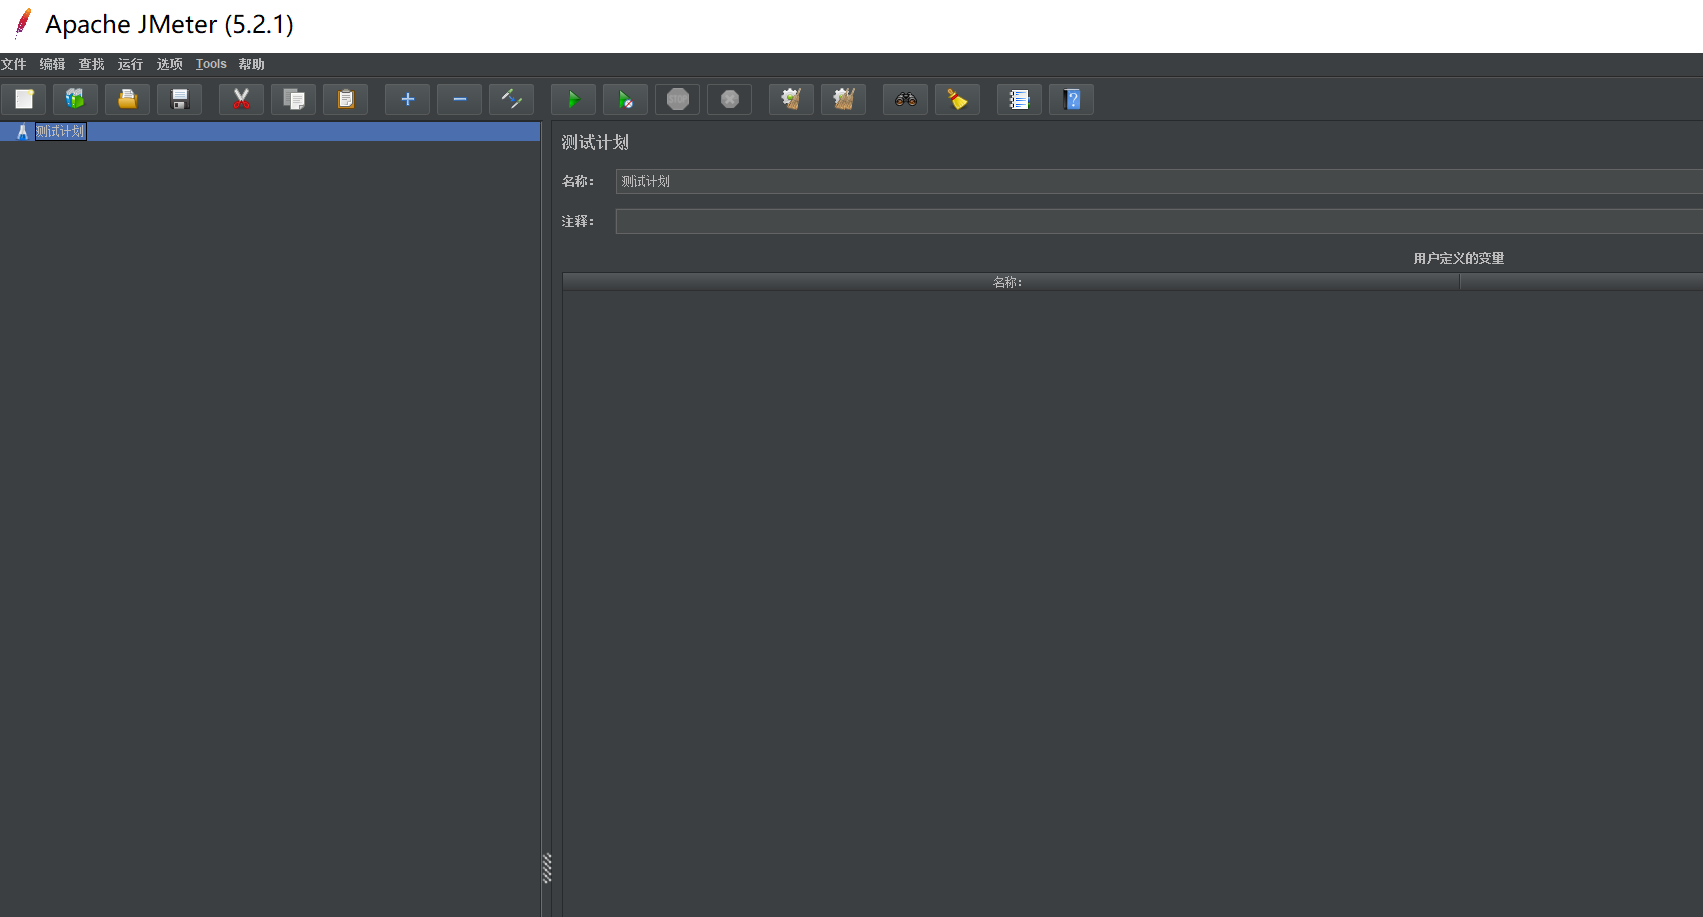 Apache JMeter (5.2.1)
文件 编辑 查找 运行 选项 Tools 帮助
STOP
?
测试计划
测试计划
名称： 测试计划
注释：
用户定义的变量
名称: